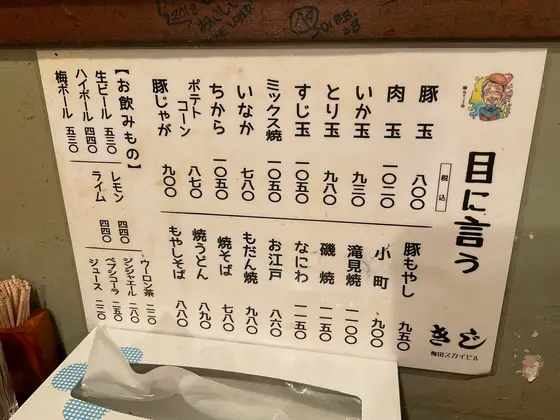 目に言う
きじ
梅田スカイビル
税込
豚玉 八〇〇
肉玉 一〇二〇
いか玉 九三〇
とり玉 九八〇
すじ玉 一〇五〇
ミックス焼 一〇五〇
いなか 七八〇
ちから 一〇五〇
ポテトコーン 八七〇
豚じゃが 九〇〇
豚もやし 九五〇
小町 九〇〇
滝見焼 一一〇〇
磯焼 一一五〇
なにわ 一一五〇
お江戸 八六〇
もだん焼 九八〇
焼そば 七八〇
焼うどん 八九〇
もやしそば 八八〇
【お飲みもの】
生ビール 五三〇
ハイボール 四四〇
梅ボール 五三〇
レモン 四四〇
ライム 四四〇
ウーロン茶 二二〇
ジンジャエール 二八〇
ペプシコーラ 二五〇
ジュース 二二〇
2018